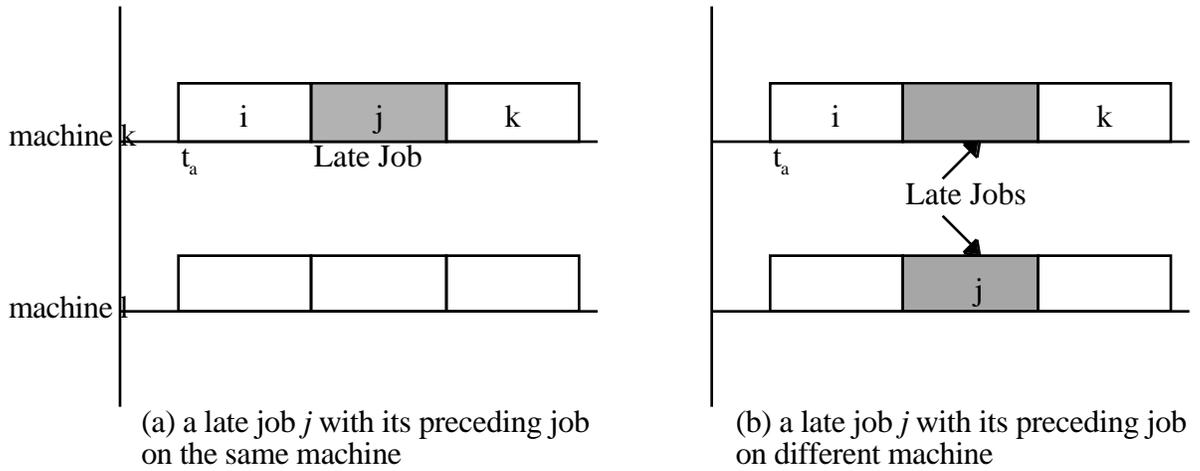 i j k
machine k
t_a Late Job
machine l
(a) a late job j with its preceding job
on the same machine
i k
t_a
Late Jobs
j
(b) a late job j with its preceding job
on different machine